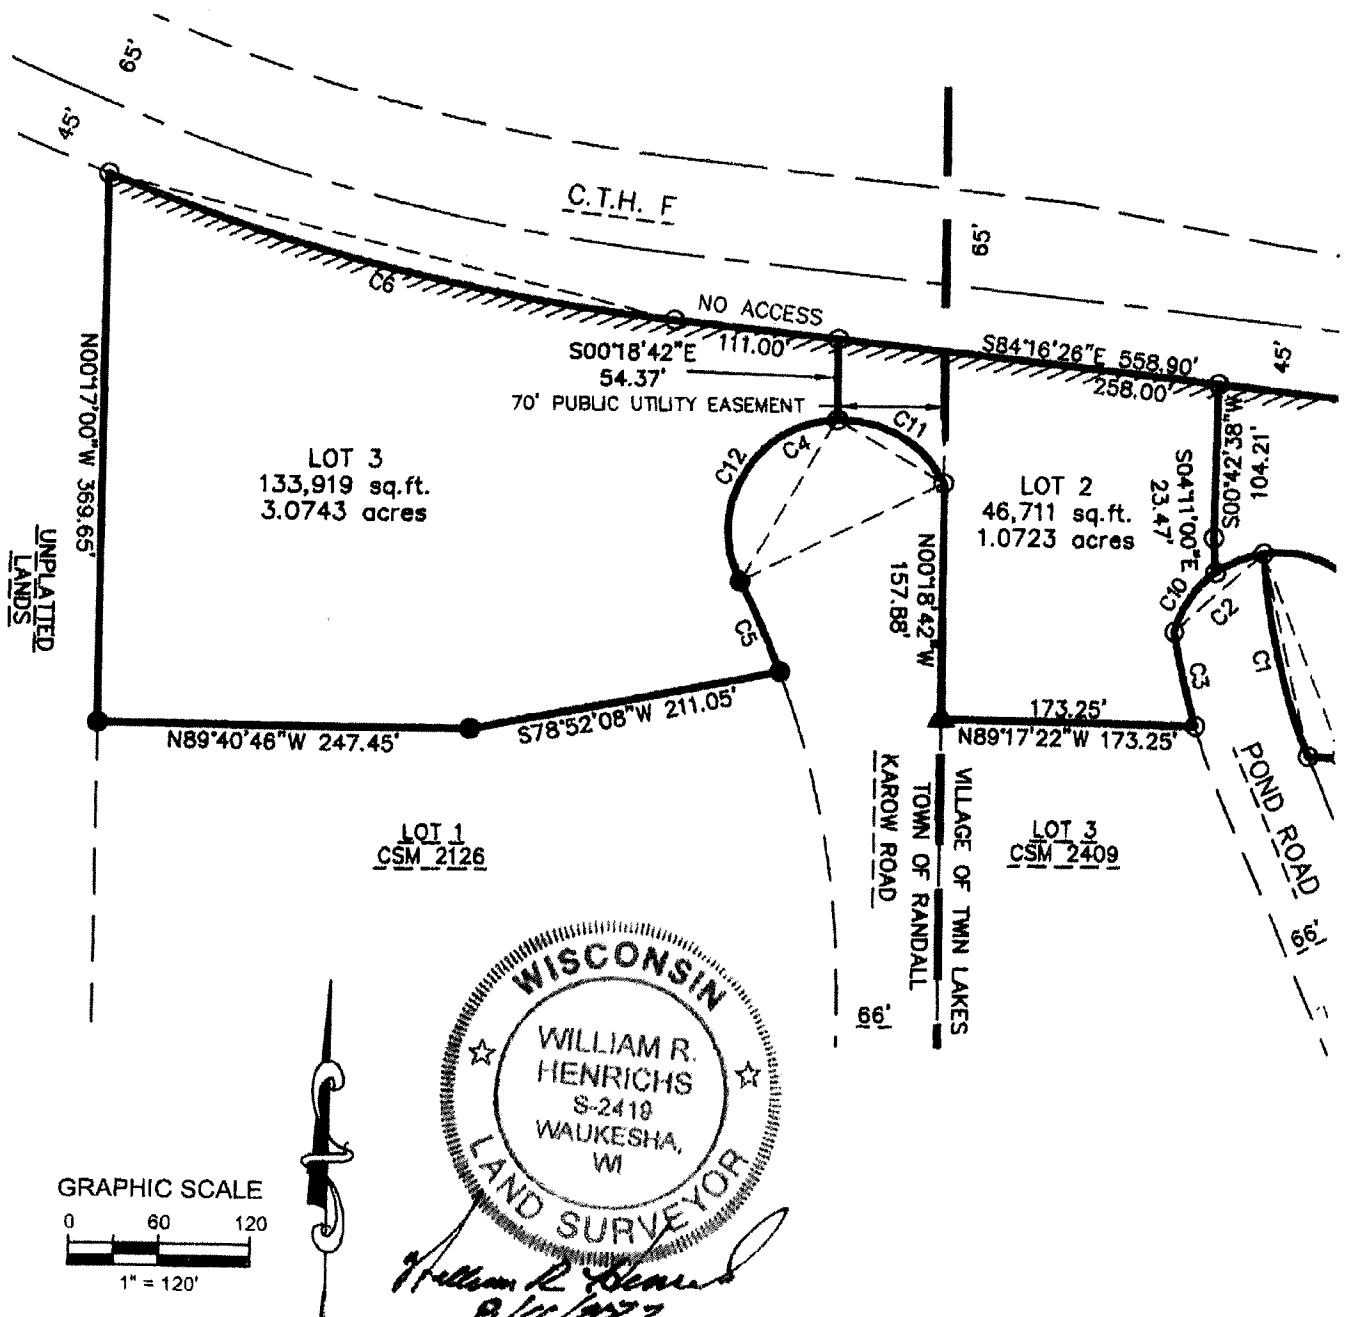 65'
45'
C.T.H. F
65'
C6
NO ACCESS
111.00'
S84°16'26"E 558.90'
258.00'
45'
S00°18'42"E
54.37'
70' PUBLIC UTILITY EASEMENT
C11
C4
C12
N00°17'00"W 369.65'
LOT 3
133,919 sq.ft.
3.0743 acres
LOT 2
46,711 sq.ft.
1.0723 acres
S04°11'00"E
23.47'
S00°42'38"W
104.21'
UNPLATTED
LANDS
N00°18'42"W
157.88'
C5
C10
C2
C3
C1
N89°40'46"W 247.45'
S78°52'08"W 211.05'
173.25'
N89°17'22"W 173.25'
POND ROAD
66'
LOT 1
CSM 2126
KAROW ROAD
TOWN OF RANDALL
VILLAGE OF TWIN LAKES
LOT 3
CSM 2409
66'
WISCONSIN
WILLIAM R.
HENRICHS
S-2419
WAUKESHA,
WI
LAND SURVEYOR
GRAPHIC SCALE
0 60 120
1" = 120'
William R Henrichs